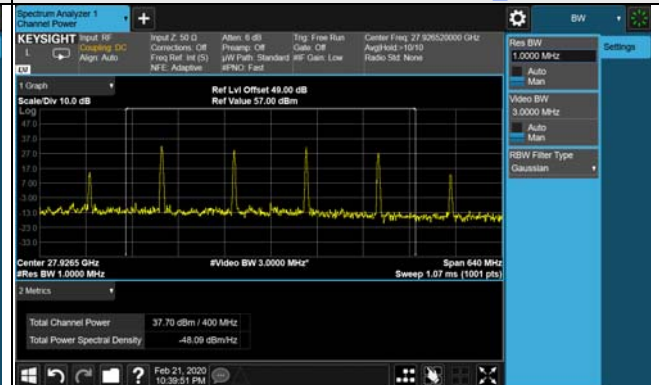 Spectrum Analyzer 1
Channel Power
+
BW
KEYSIGHT
Input: RF
Coupling: DC
Align: Auto
Input Z: 50 Ω
Corrections: Off
Freq Ref: Int (S)
NFE: Adaptive
Atten: 6 dB
Preamp: Off
µW Path: Standard
#PNO: Fast
Trig: Free Run
Gate: Off
#IF Gain: Low
Center Freq: 27.926520000 GHz
Avg|Hold:>10/10
Radio Std: None
L
LXI
Res BW
1.0000 MHz
Auto
Man
Settings
Video BW
3.0000 MHz
Auto
Man
RBW Filter Type
Gaussian
1 Graph
Scale/Div 10.0 dB
Ref Lvl Offset 49.00 dB
Ref Value 57.00 dBm
Log
47.0
37.0
27.0
17.0
7.00
-3.00
-13.0
-23.0
-33.0
Center 27.9265 GHz
#Res BW 1.0000 MHz
#Video BW 3.0000 MHz*
Span 640 MHz
Sweep 1.07 ms (1001 pts)
2 Metrics
Total Channel Power 37.70 dBm / 400 MHz
Total Power Spectral Density -48.09 dBm/Hz
?
Feb 21, 2020
10:39:51 PM